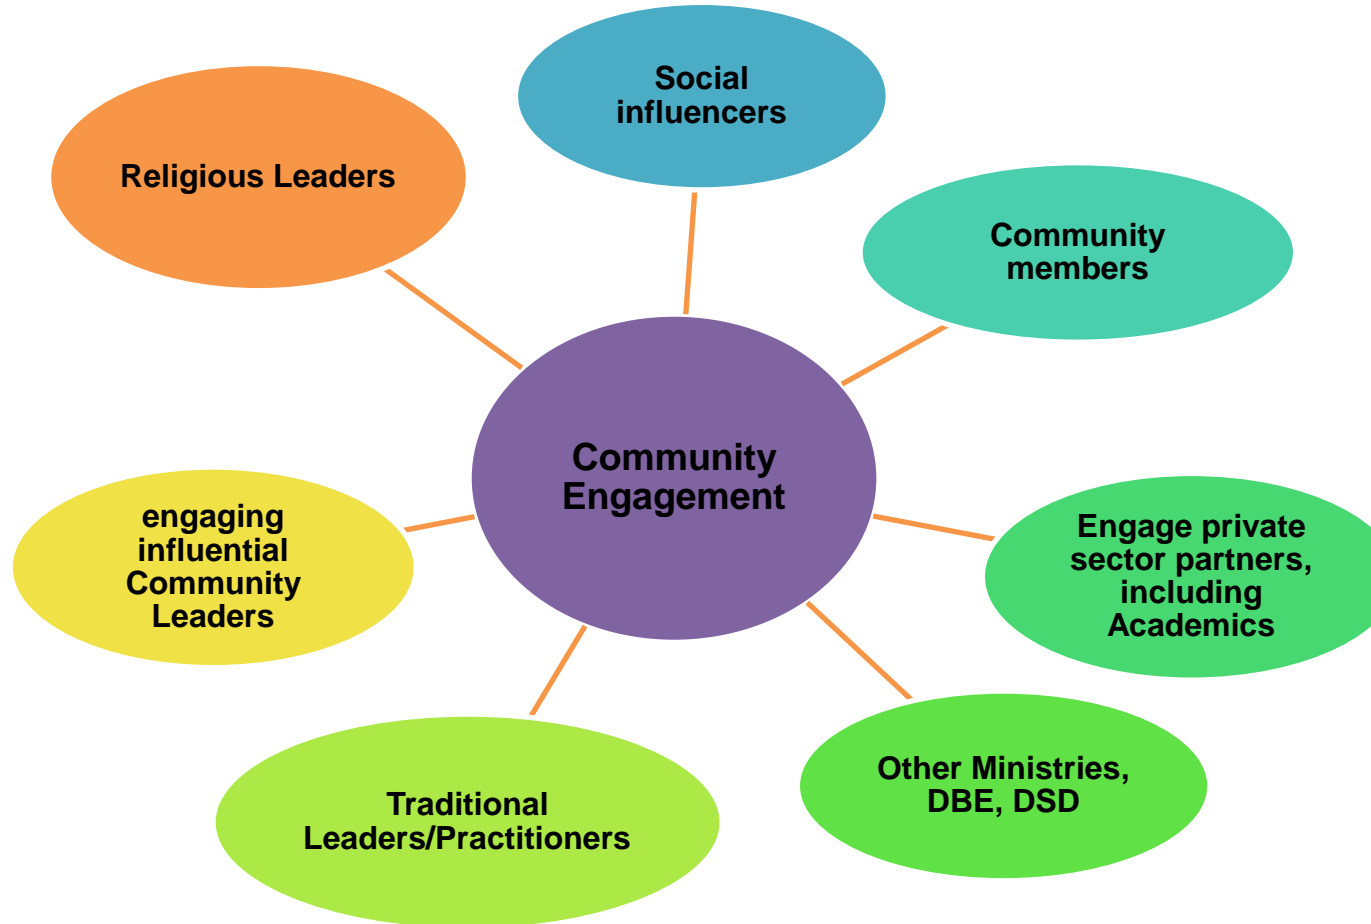 Social
influencers
Religious Leaders
Community
members
Community
Engagement
engaging
influential
Community
Leaders
Engage private
sector partners,
including
Academics
Other Ministries,
DBE, DSD
Traditional
Leaders/Practitioners